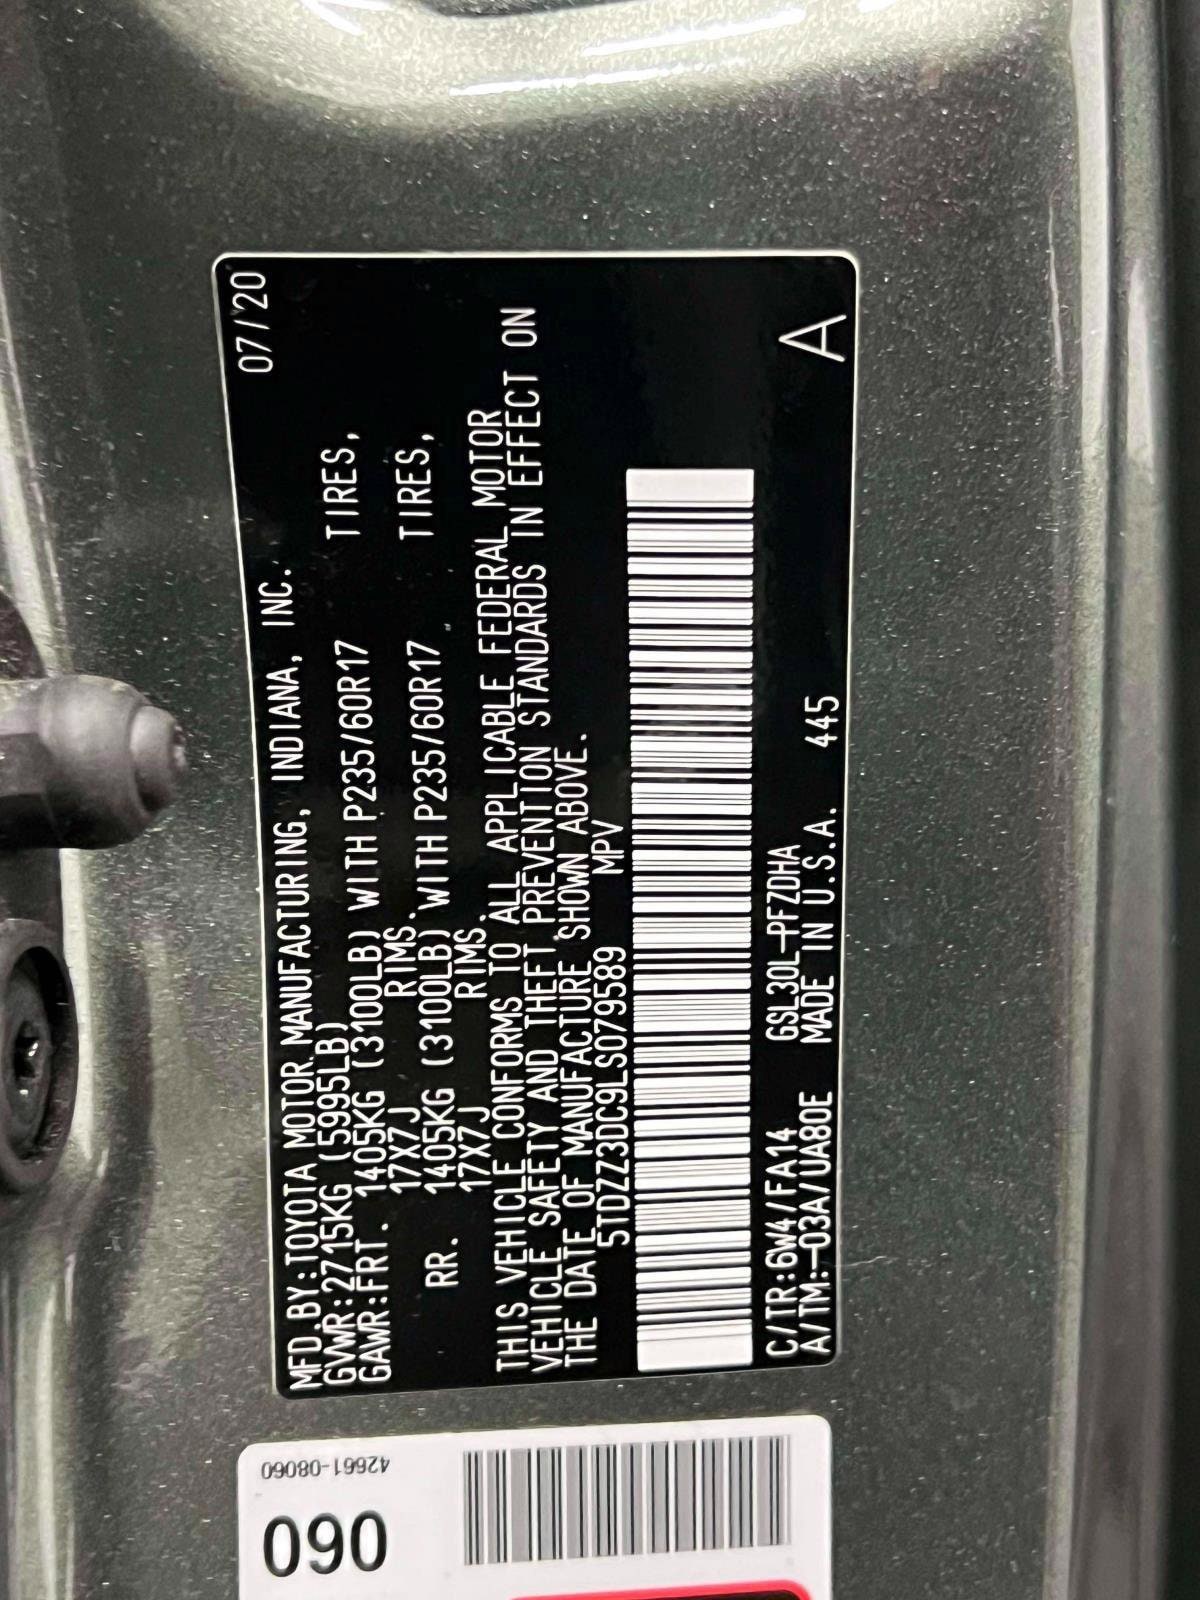 07/20
MFD.BY:TOYOTA MOTOR MANUFACTURING, INDIANA, INC.
GVWR:2715KG (5995LB)
GAWR:FRT. 1405KG (3100LB) WITH P235/60R17 TIRES,
17X7J RIMS.
RR. 1405KG (3100LB) WITH P235/60R17 TIRES,
17X7J RIMS.
THIS VEHICLE CONFORMS TO ALL APPLICABLE FEDERAL MOTOR
VEHICLE SAFETY AND THEFT PREVENTION STANDARDS IN EFFECT ON
THE DATE OF MANUFACTURE SHOWN ABOVE.
5TDZZ3DC9LS079589 MPV
C/TR:6W4/FA14 GSL30L-PFZDHA
A/TM:-03A/UA80E MADE IN U.S.A. 445 A
42661-08060
060